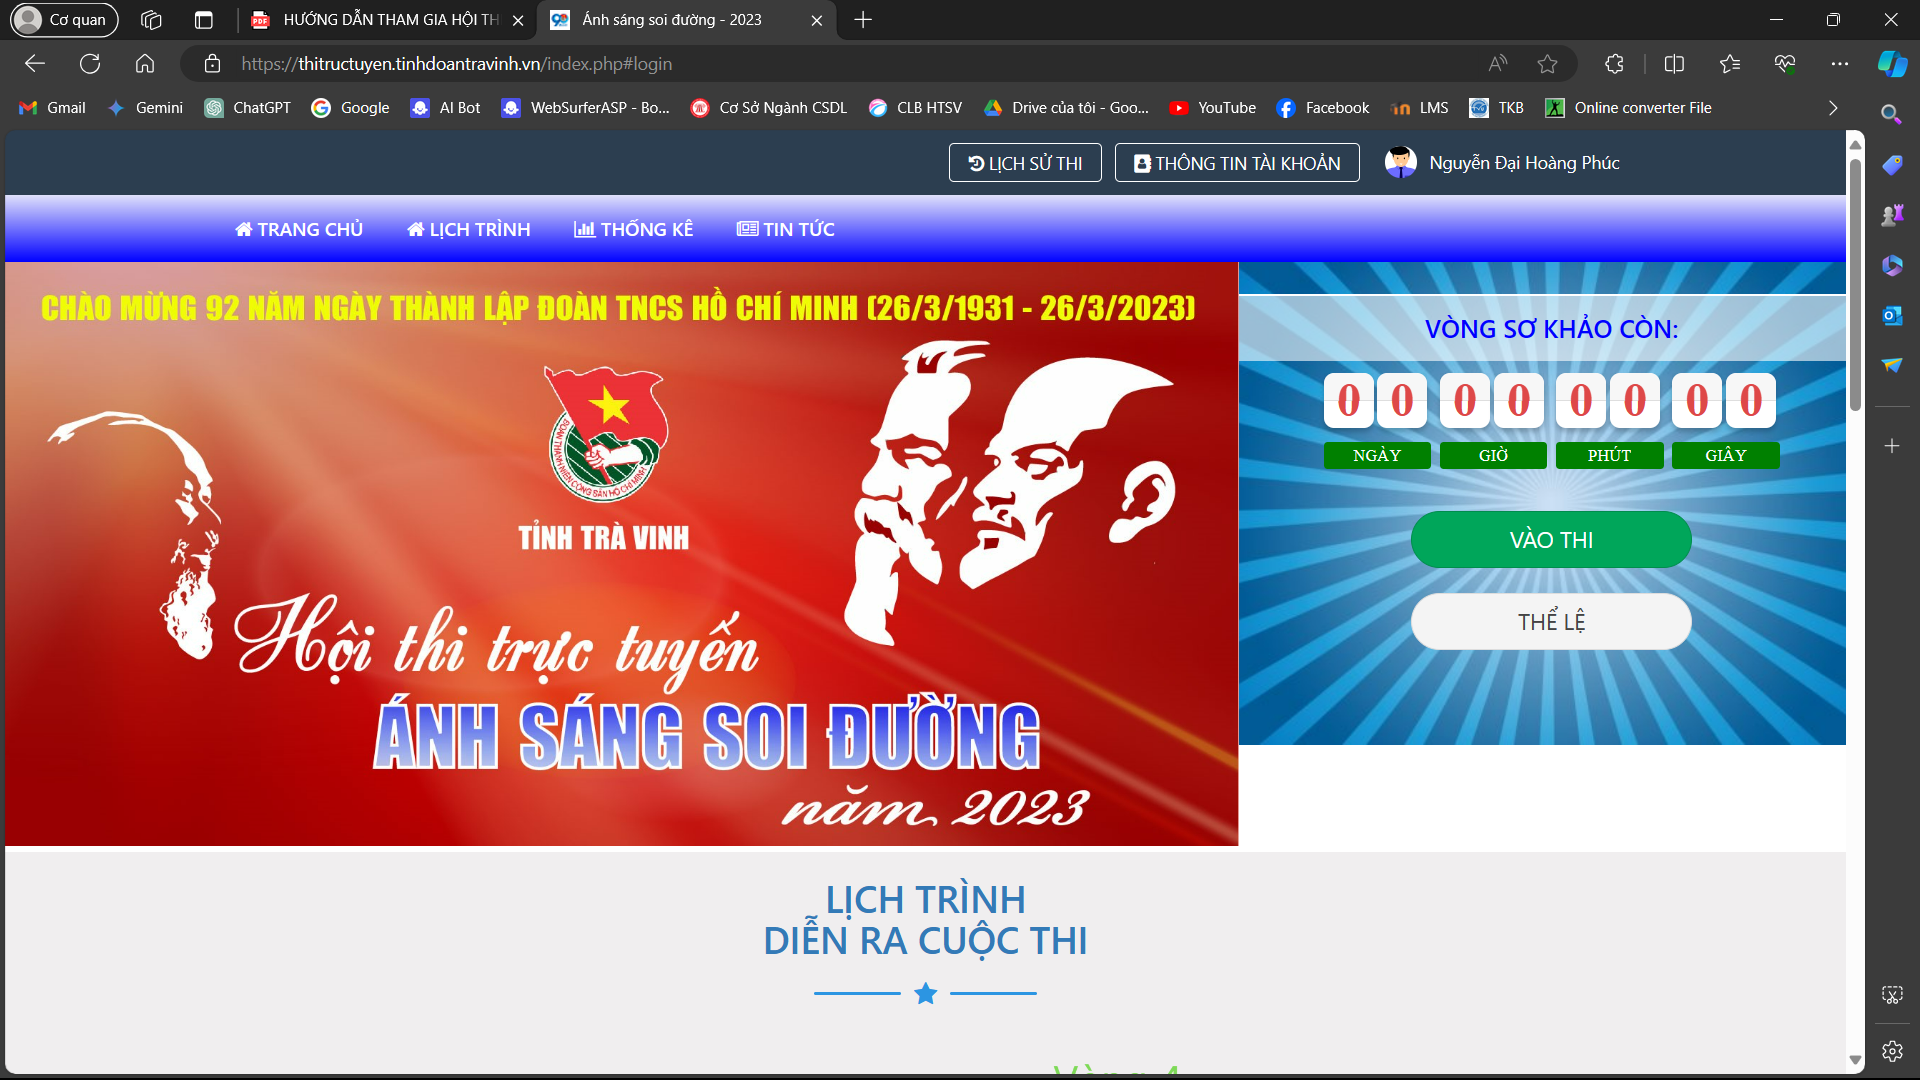 Cơ quan
HƯỚNG DẪN THAM GIA HỘI TH
Ánh sáng soi đường - 2023
https://thitructuyen.tinhdoantravinh.vn/index.php#login
Gmail
Gemini
ChatGPT
Google
AI Bot
WebSurferASP - Bo...
Cơ Sở Ngành CSDL
CLB HTSV
Drive của tôi - Goo...
YouTube
Facebook
LMS
TKB
Online converter File
LỊCH SỬ THI
THÔNG TIN TÀI KHOẢN
Nguyễn Đại Hoàng Phúc
TRANG CHỦ
LỊCH TRÌNH
THỐNG KÊ
TIN TỨC
CHÀO MỪNG 92 NĂM NGÀY THÀNH LẬP ĐOÀN TNCS HỒ CHÍ MINH (26/3/1931 - 26/3/2023)
ĐOÀN THANH NIÊN CỘNG SẢN HỒ CHÍ MINH
TỈNH TRÀ VINH
Hội thi trực tuyến
ÁNH SÁNG SOI ĐƯỜNG
năm 2023
VÒNG SƠ KHẢO CÒN:
0 0 0 0 0 0 0 0
NGÀY GIỜ PHÚT GIÂY
VÀO THI
THỂ LỆ
LỊCH TRÌNH
DIỄN RA CUỘC THI